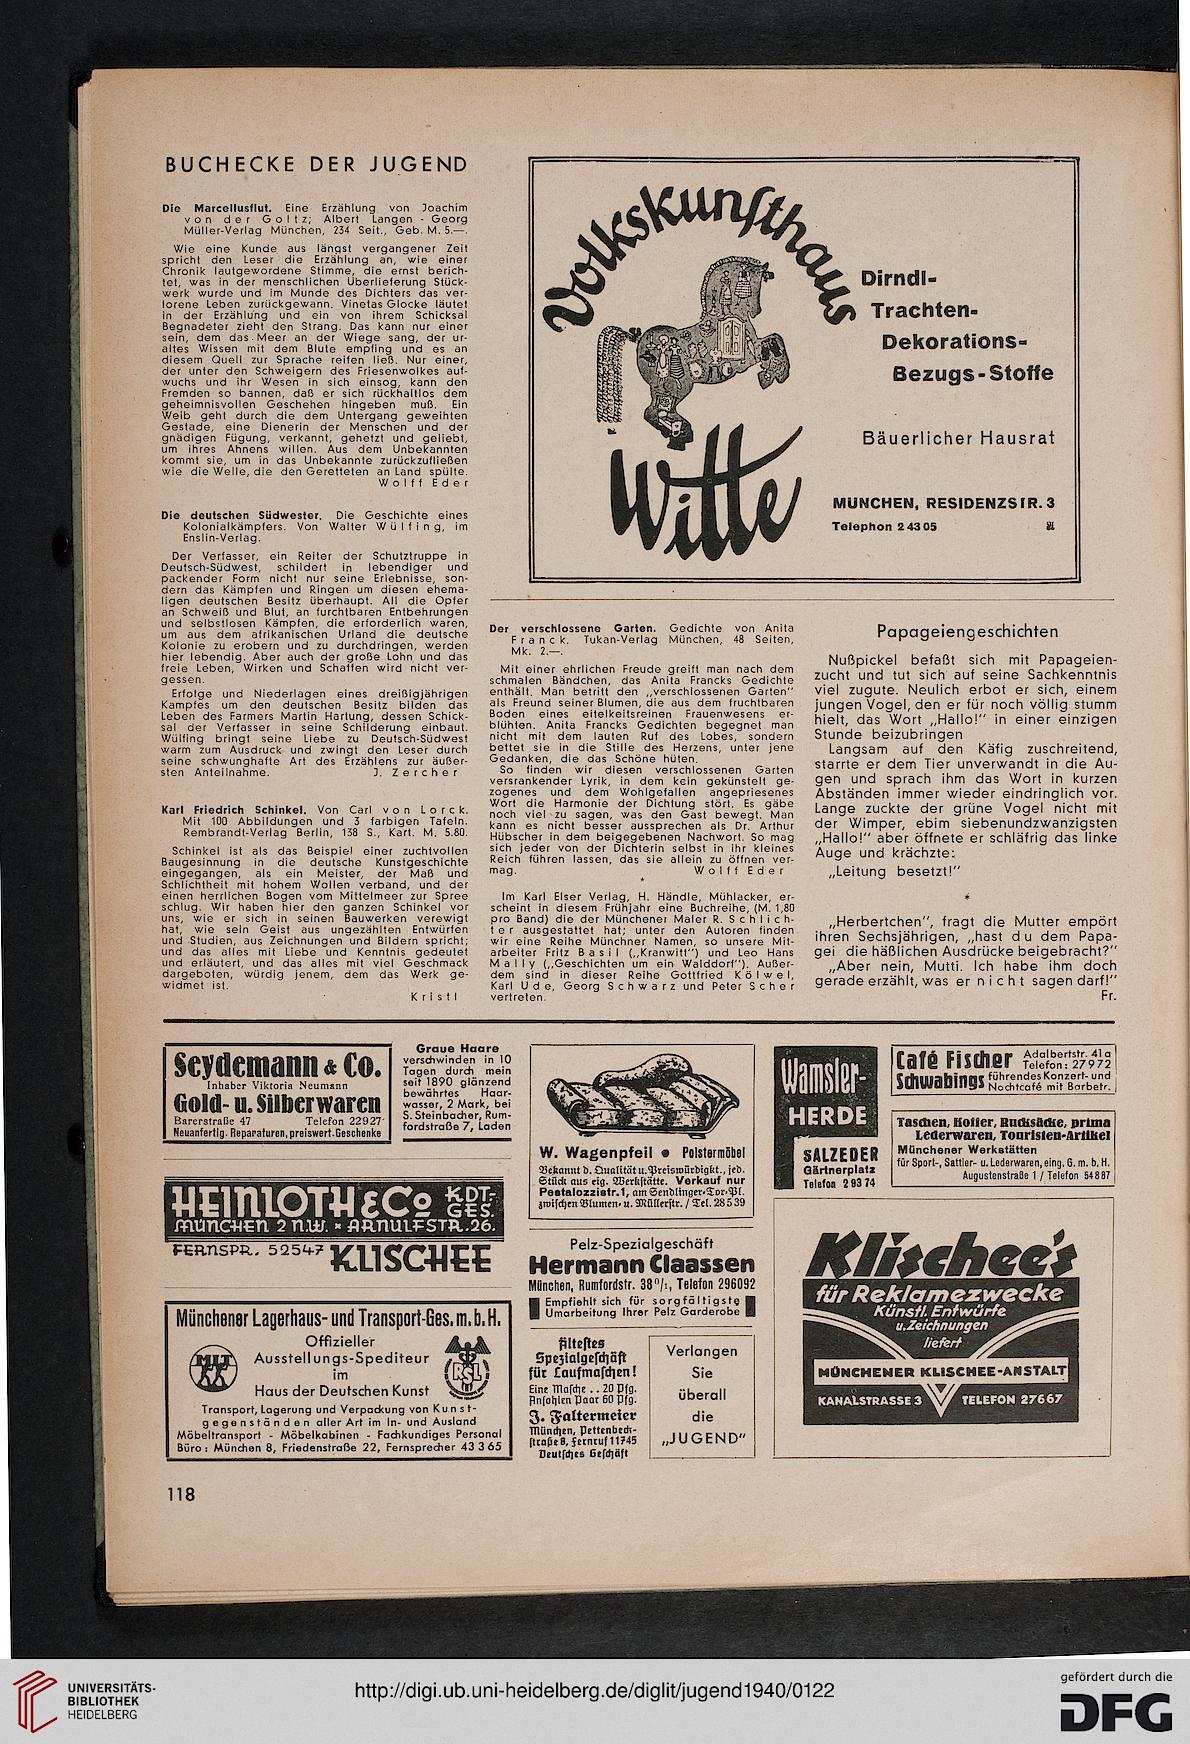 BUCHECKE DER JUGEND
Die Marcellusflut. Eine Erzählung von Joachim
von der Goltz; Albert Langen - Georg
Müller-Verlag München, 234 Seit., Geb. M. 5.—.
Wie eine Kunde aus längst vergangener Zeit
spricht den Leser die Erzählung an, wie einer
Chronik lautgewordene Stimme, die ernst berich-
tet, was in der menschlichen Überlieferung Stück-
werk wurde und im Munde des Dichters das ver-
lorene Leben zurückgewann. Vinetas Glocke läutet
in der Erzählung und ein von ihrem Schicksal
Begnadeter zieht den Strang. Das kann nur einer
sein, dem das Meer an der Wiege sang, der ur-
altes Wissen mit dem Blute empfing und es an
diesem Quell zur Sprache reifen ließ. Nur einer,
der unter den Schweigern des Friesenwolkes auf-
wuchs und ihr Wesen in sich einsog, kann den
Fremden so bannen, daß er sich rückhaltlos dem
geheimnisvollen Geschehen hingeben muß. Ein
Weib geht durch die dem Untergang geweihten
Gestade, eine Dienerin der Menschen und der
gnädigen Fügung, verkannt, gehetzt und geliebt,
um ihres Ahnens willen. Aus dem Unbekannten
kommt sie, um in das Unbekannte zurückzufließen
wie die Welle, die den Geretteten an Land spülte.
Wolff Eder
Die deutschen Südwester. Die Geschichte eines
Kolonialkämpfers. Von Walter Wülfing, im
Enslin-Verlag.
Der Verfasser, ein Reiter der Schutztruppe in
Deutsch-Südwest, schildert in lebendiger und
packender Form nicht nur seine Erlebnisse, son-
dern das Kämpfen und Ringen um diesen ehema-
ligen deutschen Besitz überhaupt. All die Opfer
an Schweiß und Blut, an furchtbaren Entbehrungen
und selbstlosen Kämpfen, die erforderlich waren,
um aus dem afrikanischen Urland die deutsche
Kolonie zu erobern und zu durchdringen, werden
hier lebendig. Aber auch der große Lohn und das
freie Leben, Wirken und Schaffen wird nicht ver-
gessen.
Erfolge und Niederlagen eines dreißigjährigen
Kampfes um den deutschen Besitz bilden das
Leben des Farmers Martin Hartung, dessen Schick-
sal der Verfasser in seine Schilderung einbaut.
Wülfing bringt seine Liebe zu Deutsch-Südwest
warm zum Ausdruck und zwingt den Leser durch
seine schwunghafte Art des Erzählens zur äußer-
sten Anteilnahme. J. Zercher
Karl Friedrich Schinkel. Von Carl von Lorck.
Mit 100 Abbildungen und 3 farbigen Tafeln.
Rembrandt-Verlag Berlin, 138 S., Kart. M. 5.80.
Schinkel ist als das Beispiel einer zuchtvollen
Baugesinnung in die deutsche Kunstgeschichte
eingegangen, als ein Meister, der Maß und
Schlichtheit mit hohem Wollen verband, und der
einen herrlichen Bogen vom Mittelmeer zur Spree
schlug. Wir haben hier den ganzen Schinkel vor
uns, wie er sich in seinen Bauwerken verewigt
hat, wie sein Geist aus ungezählten Entwürfen
und Studien, aus Zeichnungen und Bildern spricht;
und das alles mit Liebe und Kenntnis gedeutet
und erläutert, und das alles mit viel Geschmack
dargeboten, würdig jenem, dem das Werk ge-
widmet ist.
Kristl
Volkskunsthaus
Witte
Dirndl-
Trachten-
Dekorations-
Bezugs-Stoffe
Bäuerlicher Hausrat
MÜNCHEN, RESIDENZSTR. 3
Telephon 2 43 05
Der verschlossene Garten. Gedichte von Anita
Franck. Tukan-Verlag München, 48 Seiten,
Mk. 2.—.
Mit einer ehrlichen Freude greift man nach dem
schmalen Bändchen, das Anita Francks Gedichte
enthält. Man betritt den „verschlossenen Garten"
als Freund seiner Blumen, die aus dem fruchtbaren
Boden eines eitelkeitsreinen Frauenwesens er-
blühten. Anita Francks Gedichten begegnet man
nicht mit dem lauten Ruf des Lobes, sondern
bettet sie in die Stille des Herzens, unter jene
Gedanken, die das Schöne hüten.
So finden wir diesen verschlossenen Garten
versrankender Lyrik, in dem kein gekünstelt ge-
zogenes und dem Wohlgefallen angepriesenes
Wort die Harmonie der Dichtung stört. Es gäbe
noch viel zu sagen, was den Gast bewegt. Man
kann es nicht besser aussprechen als Dr. Arthur
Hübscher in dem beigegebenen Nachwort. So mag
sich jeder von der Dichterin selbst in ihr kleines
Reich führen lassen, das sie allein zu öffnen ver-
mag. Wolff Eder
*
Im Karl Elser Verlag, H. Händle, Mühlacker, er-
scheint in diesem Frühjahr eine Buchreihe, (M. 1,80
pro Band) die der Münchener Maler R. Schlich-
ter ausgestattet hat; unter den Autoren finden
wir eine Reihe Münchner Namen, so unsere Mit-
arbeiter Fritz Basil („Kranwitt") und Leo Hans
Mally („Geschichten um ein Walddorf"). Außer-
dem sind in dieser Reihe Gottfried Kölwel,
Karl Ude, Georg Schwarz und Peter Scher
vertreten.
Papageiengeschichten
Nußpickel befaßt sich mit Papageien-
zucht und tut sich auf seine Sachkenntnis
viel zugute. Neulich erbot er sich, einem
jungen Vogel, den er für noch völlig stumm
hielt, das Wort „Hallo!" in einer einzigen
Stunde beizubringen
Langsam auf den Käfig zuschreitend,
starrte er dem Tier unverwandt in die Au-
gen und sprach ihm das Wort in kurzen
Abständen immer wieder eindringlich vor.
Lange zuckte der grüne Vogel nicht mit
der Wimper, ebim siebenundzwanzigsten
„Hallo!" aber öffnete er schläfrig das linke
Auge und krächzte:
„Leitung besetzt!"
*
„Herbertchen", fragt die Mutter empört
ihren Sechsjährigen, „hast du dem Papa-
gei die häßlichen Ausdrücke beigebracht?"
„Aber nein, Mutti. Ich habe ihm doch
gerade erzählt, was er nicht sagen darf!"
Fr.
Seydemann & Co.
Inhaber Viktoria Neumann
Gold- u. Silberwaren
Barerstraße 47 Telefon 22927
Neuanfertig. Reparaturen, preiswert. Geschenke
Graue Haare
verschwinden in 10
Tagen durch mein
seit 1890 glänzend
bewährtes Haar-
wasser, 2 Mark, bei
S. Steinbacher, Rum-
fordstraße 7, Laden
HEINLOTH & Co KDT-GES.
MÜNCHEN 2 N.W. * ARNULFSTR. 26.
FERNSPR. 52547 KLISCHEE
Münchener Lagerhaus- und Transport-Ges. m. b. H.
Offizieller
Ausstellungs-Spediteur
im
Haus der Deutschen Kunst
MLT
RSL
Transport, Lagerung und Verpackung von Kunst-
gegenständen aller Art im In- und Ausland
Möbeltransport - Möbelkabinen - Fachkundiges Personal
Büro: München 8, Friedenstraße 22, Fernsprecher 43 3 65
W. Wagenpfeil • Polstermöbel
Bekannt d. Qualität u. Preiswürdigkt., jed.
Stück aus eig. Werkstätte. Verkauf nur
Pestalozzistr. 1, am Sendlinger-Tor-Pl.
zwischen Blumen- u. Müllerstr. / Tel. 28 5 39
Pelz-Spezialgeschäft
Hermann Claassen
München, Rumfordstr. 38 0/1, Telefon 296092
Empfiehlt sich für sorgfältigste
Umarbeitung Ihrer Pelz Garderobe
Ältestes
Spezialgeschäft
für Laufmaschen!
Eine Masche . . 20 Pfg.
Ansohlen Paar 60 Pfg.
J. Faltermeier
München, Pettenbeck-
straße 8, Fernruf 11745
Deutsches Geschäft
Verlangen
Sie
überall
die
„JUGEND"
Wamsler-
HERDE
SALZEDER
Gärtnerplatz
Telefon 2 93 74
Café Fischer Adalbertstr. 41a
Telefon: 27972
Schwabings führendes Konzert- und
Nachtcafé mit Barbetr.
Taschen, Koffer, Rucksäcke, prima
Lederwaren, Touristen-Artikel
Münchener Werkstätten
für Sport-, Sattler- u. Lederwaren, eing. G. m. b. H.
Augustenstraße 1 / Telefon 54887
Klischee's
für Reklamezwecke
Künstl. Entwürfe
u. Zeichnungen
liefert
MÜNCHENER KLISCHEE-ANSTALT
KANALSTRASSE 3 TELEFON 27667
118
UNIVERSITÄTS-
BIBLIOTHEK
HEIDELBERG
http://digi.ub.uni-heidelberg.de/diglit/jugend1940/0122
gefördert durch die
DFG